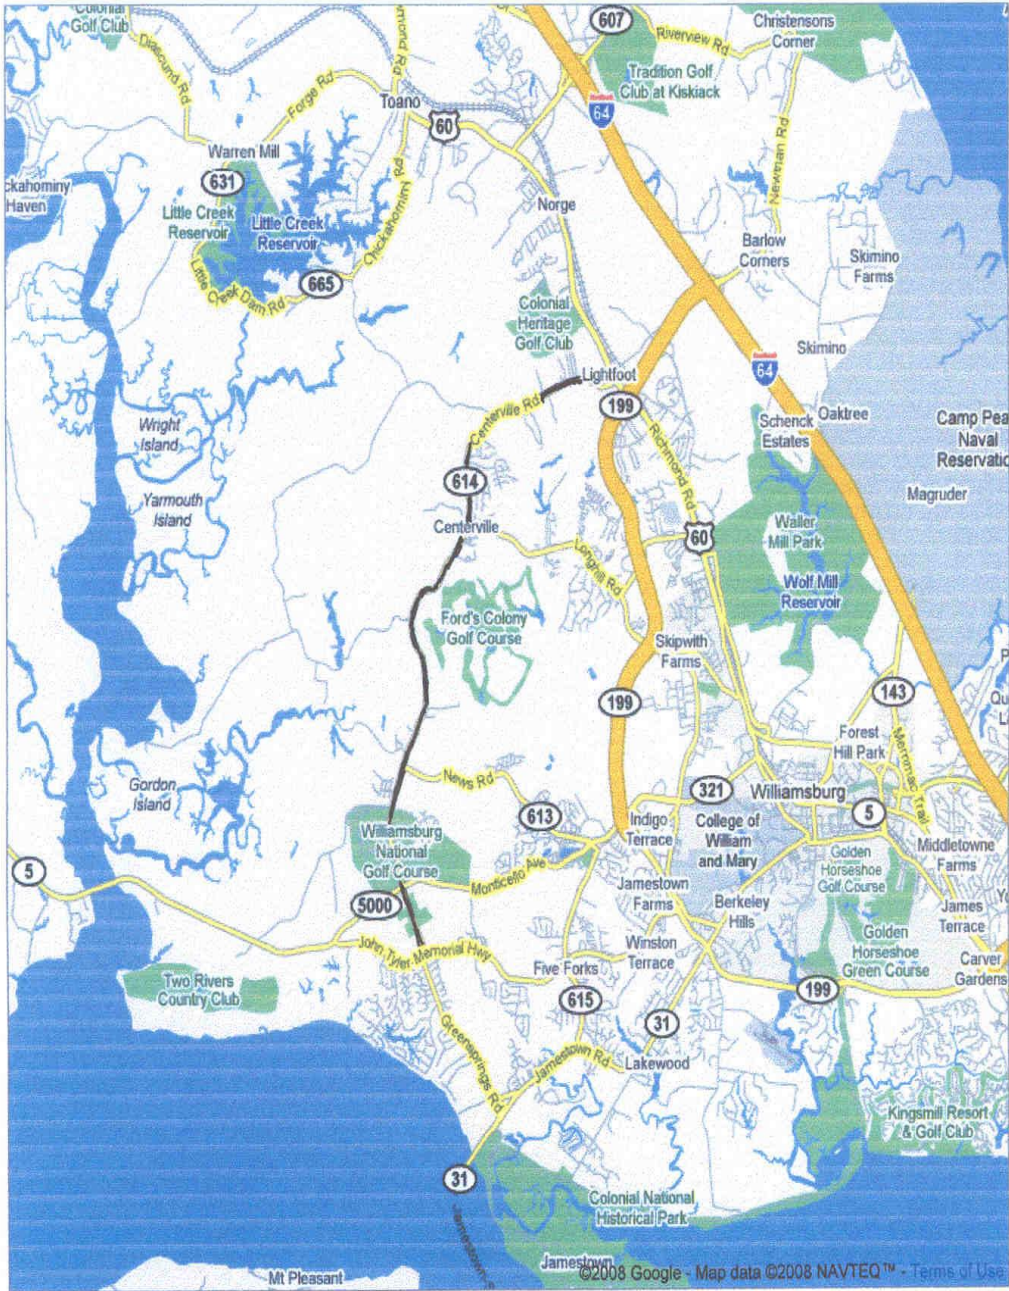 Colonial
Golf Club
Diascund Rd
Forge Rd
mond Rd
Toano
60
607
Riverview Rd
Christensons
Corner
Tradition Golf
Club at Kiskiack
64
Newman Rd
Warren Mill
631
ckahominy
Haven
Little Creek
Reservoir
Little Creek
Reservoir
Chickahominy Rd
Norge
Little Creek Dam Rd
665
Barlow
Corners
Skimino
Farms
Colonial
Heritage
Golf Club
Skimino
64
Lightfoot
Centerville Rd
199
Richmond Rd
Schenck
Estates
Oaktree
Camp Pea
Naval
Reservatio
Wright
Island
614
Magruder
Yarmouth
Island
Centerville
Longhill Rd
60
Waller
Mill Park
Wolf Mill
Reservoir
Ford's Colony
Golf Course
Skipwith
Farms
199
143
Qu
L
Forest
Hill Park
Merrimac Trail
Gordon
Island
News Rd
321
Williamsburg
613
Indigo
Terrace
College of
William
and Mary
5
Williamsburg
National
Golf Course
Middletowne
Farms
Golden
Horseshoe
Golf Course
5
Monticello Ave
Jamestown
Farms
Berkeley
Hills
5000
James
Terrace
Yo
John Tyler Memorial Hwy
Winston
Terrace
Golden
Horseshoe
Green Course
Carver
Gardens
Two Rivers
Country Club
Five Forks
199
615
31
Greensprings Rd
Jamestown Rd
Lakewood
Kingsmill Resort
& Golf Club
31
Colonial National
Historical Park
Jamestown-S
Jamestown
Mt Pleasant
©2008 Google - Map data ©2008 NAVTEQ™ - Terms of Use